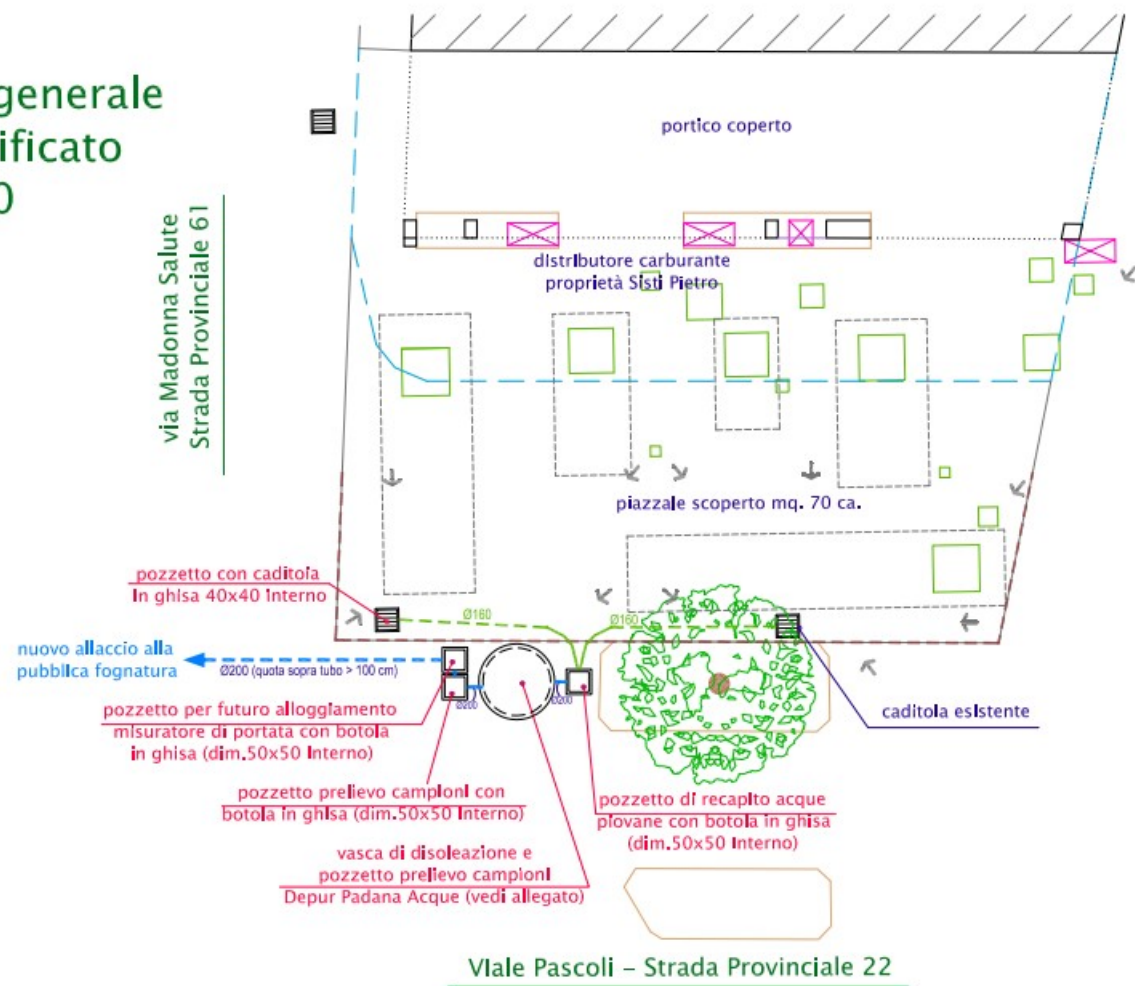 generale
ificato
0
portico coperto
via Madonna Salute
Strada Provinciale 61
distributore carburante
proprietà Sisti Pietro
piazzale scoperto mq. 70 ca.
pozzetto con caditoia
in ghisa 40x40 interno
Ø160
Ø160
nuovo allaccio alla
pubblica fognatura
Ø200 (quota sopra tubo > 100 cm)
Ø200
Ø200
pozzetto per futuro alloggiamento
misuratore di portata con botola
in ghisa (dim.50x50 interno)
caditoia esistente
pozzetto prelievo campioni con
botola in ghisa (dim.50x50 interno)
pozzetto di recapito acque
piovane con botola in ghisa
(dim.50x50 interno)
vasca di disoleazione e
pozzetto prelievo campioni
Depur Padana Acque (vedi allegato)
Viale Pascoli – Strada Provinciale 22